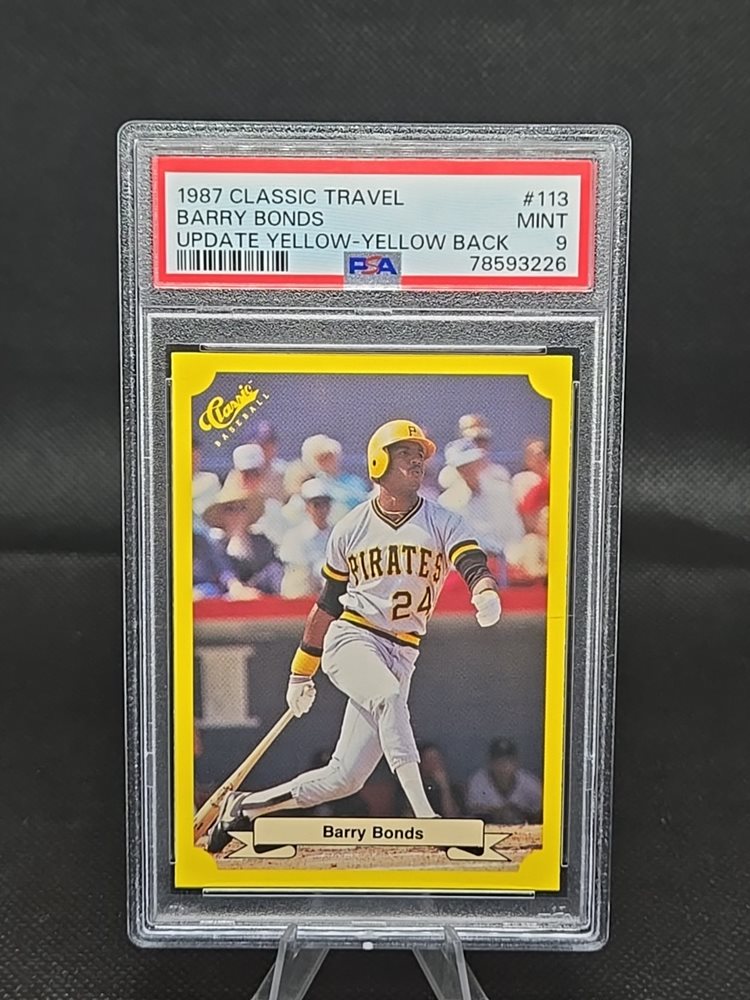 1987 CLASSIC TRAVEL #113
BARRY BONDS MINT
UPDATE YELLOW-YELLOW BACK 9
PSA 78593226
Classic
BASEBALL
P
PIRATES
24
Barry Bonds